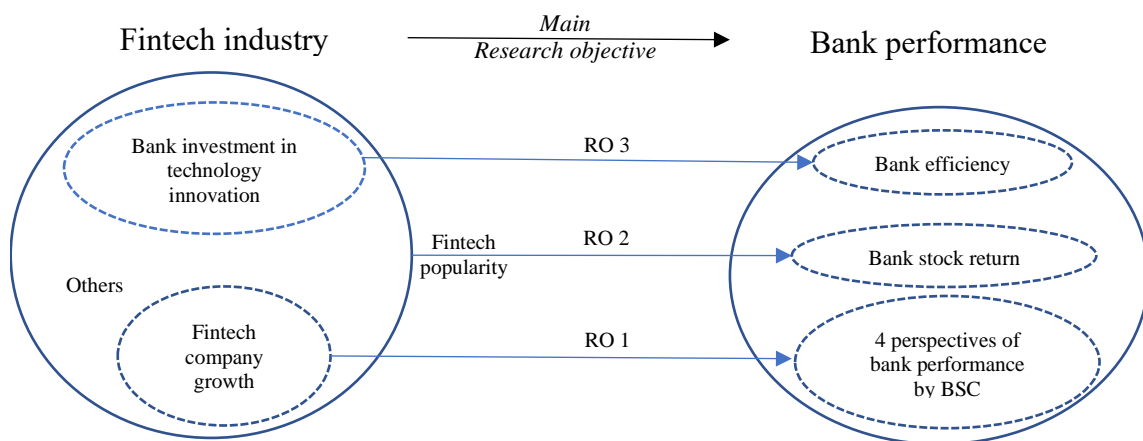 Fintech industry
Main
Research objective
Bank performance
Bank investment in
technology
innovation
RO 3
Bank efficiency
Fintech
popularity
RO 2
Bank stock return
Others
Fintech
company
growth
RO 1
4 perspectives of
bank performance
by BSC